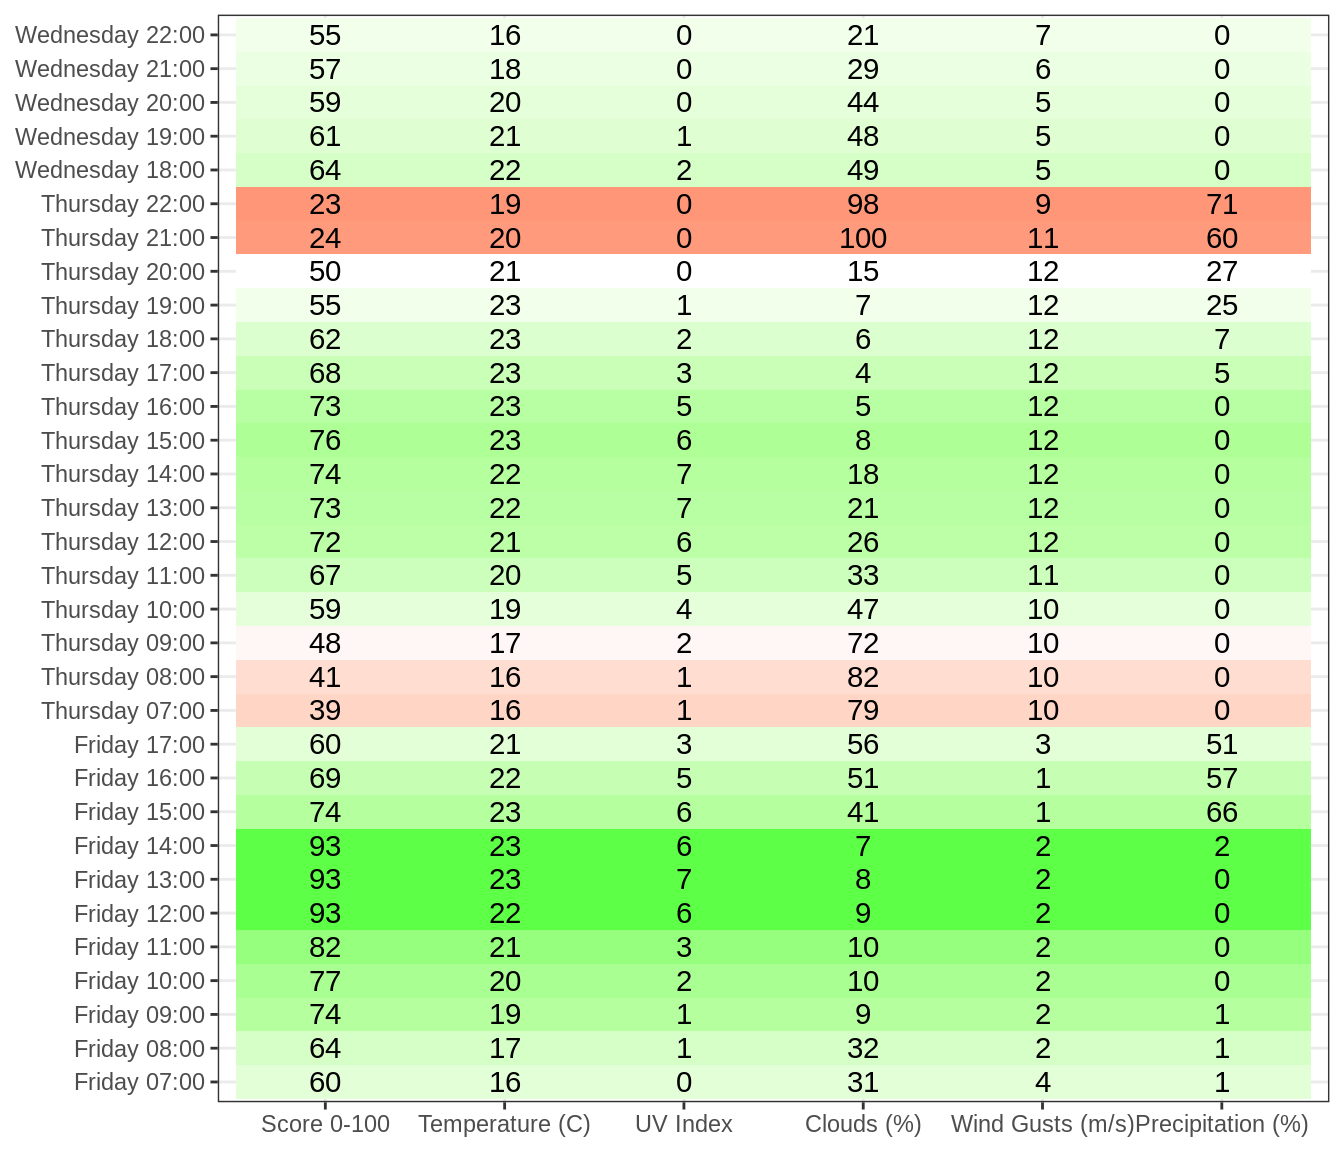 Wednesday 22:00 55 16 0 21 7 0
Wednesday 21:00 57 18 0 29 6 0
Wednesday 20:00 59 20 0 44 5 0
Wednesday 19:00 61 21 1 48 5 0
Wednesday 18:00 64 22 2 49 5 0
Thursday 22:00 23 19 0 98 9 71
Thursday 21:00 24 20 0 100 11 60
Thursday 20:00 50 21 0 15 12 27
Thursday 19:00 55 23 1 7 12 25
Thursday 18:00 62 23 2 6 12 7
Thursday 17:00 68 23 3 4 12 5
Thursday 16:00 73 23 5 5 12 0
Thursday 15:00 76 23 6 8 12 0
Thursday 14:00 74 22 7 18 12 0
Thursday 13:00 73 22 7 21 12 0
Thursday 12:00 72 21 6 26 12 0
Thursday 11:00 67 20 5 33 11 0
Thursday 10:00 59 19 4 47 10 0
Thursday 09:00 48 17 2 72 10 0
Thursday 08:00 41 16 1 82 10 0
Thursday 07:00 39 16 1 79 10 0
Friday 17:00 60 21 3 56 3 51
Friday 16:00 69 22 5 51 1 57
Friday 15:00 74 23 6 41 1 66
Friday 14:00 93 23 6 7 2 2
Friday 13:00 93 23 7 8 2 0
Friday 12:00 93 22 6 9 2 0
Friday 11:00 82 21 3 10 2 0
Friday 10:00 77 20 2 10 2 0
Friday 09:00 74 19 1 9 2 1
Friday 08:00 64 17 1 32 2 1
Friday 07:00 60 16 0 31 4 1
Score 0-100 Temperature (C) UV Index Clouds (%) Wind Gusts (m/s) Precipitation (%)